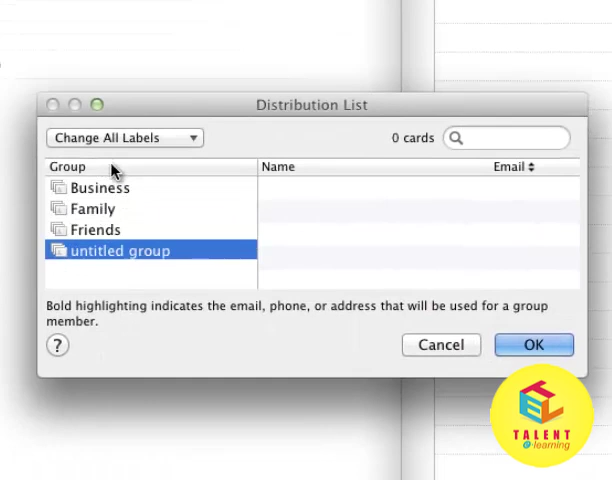 Distribution List
Change All Labels
0 cards
Group
Name
Email
Business
Family
Friends
untitled group
Bold highlighting indicates the email, phone, or address that will be used for a group
member.
?
Cancel
OK
TEL
TALENT
e-learning